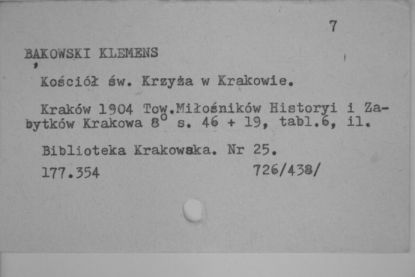 7
BAKOWSKI KLEMENS
Kościół św. Krzyża w Krakowie.
Kraków 1904 Tow.Miłośników Historyi i Za-
bytków Krakowa 8° s. 46 + 19, tabl.6, il.
Biblioteka Krakowska. Nr 25.
177.354 726/438/